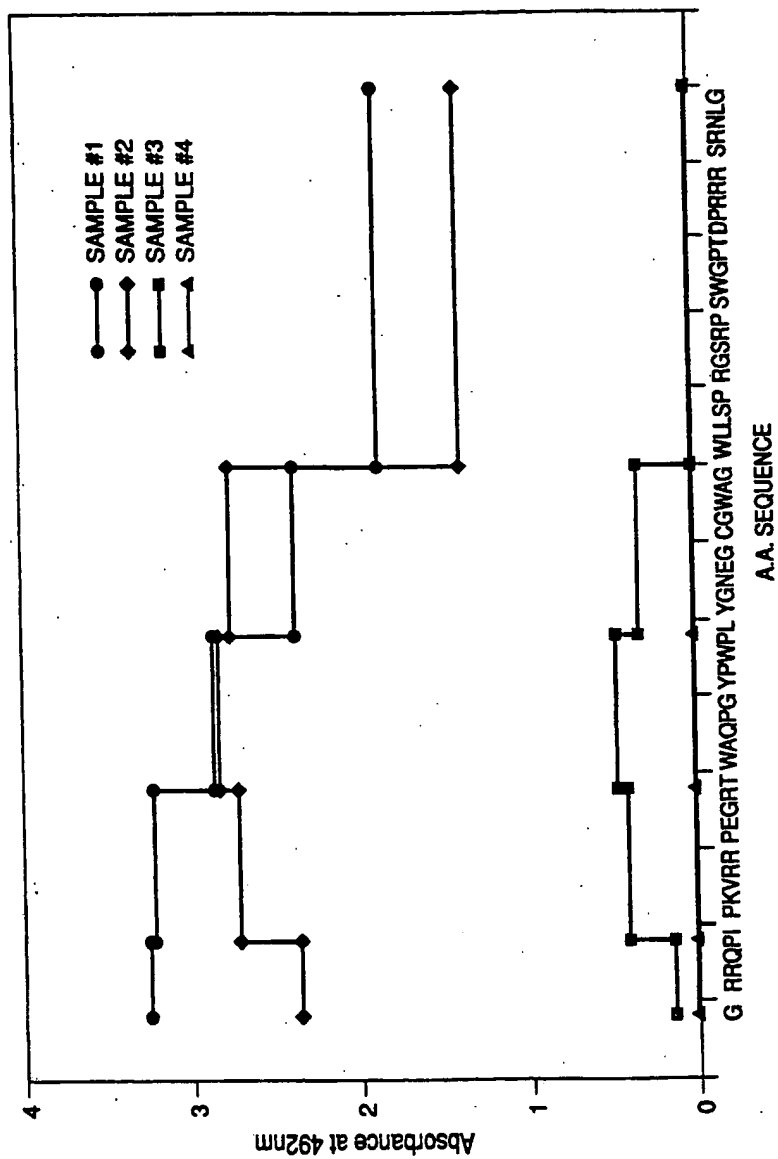 Absorbance at 492nm
4
3
2
1
0
SAMPLE #1
SAMPLE #2
SAMPLE #3
SAMPLE #4
G RRQPI PKVRR PEGRT WAQPG YPWPL YGNEG CGWAG WLLSP RGSRP SWGPTDPRRR SRNLG
A.A. SEQUENCE